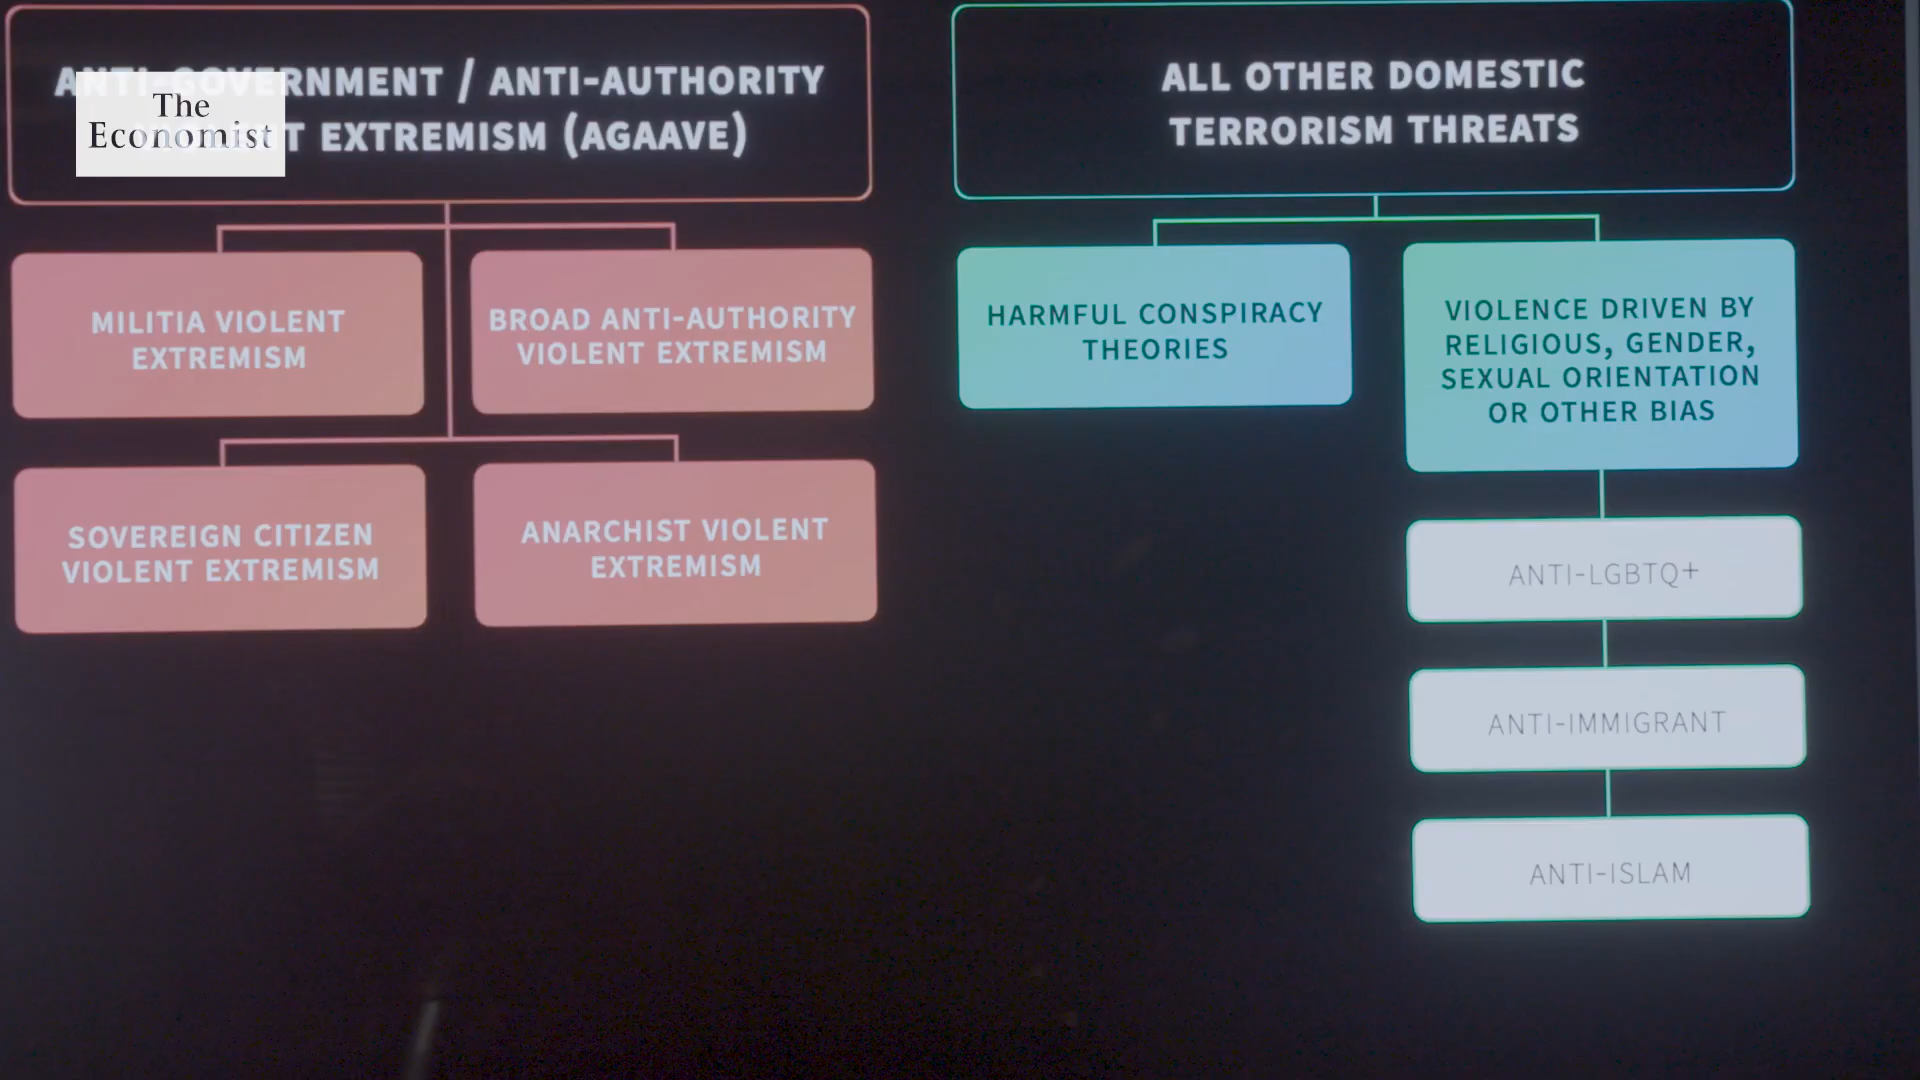 ANTI-GOVERNMENT / ANTI-AUTHORITY
EXTREMISM (AGAAVE)
The
Economist
MILITIA VIOLENT
EXTREMISM
BROAD ANTI-AUTHORITY
VIOLENT EXTREMISM
SOVEREIGN CITIZEN
VIOLENT EXTREMISM
ANARCHIST VIOLENT
EXTREMISM
ALL OTHER DOMESTIC
TERRORISM THREATS
HARMFUL CONSPIRACY
THEORIES
VIOLENCE DRIVEN BY
RELIGIOUS, GENDER,
SEXUAL ORIENTATION
OR OTHER BIAS
ANTI-LGBTQ+
ANTI-IMMIGRANT
ANTI-ISLAM